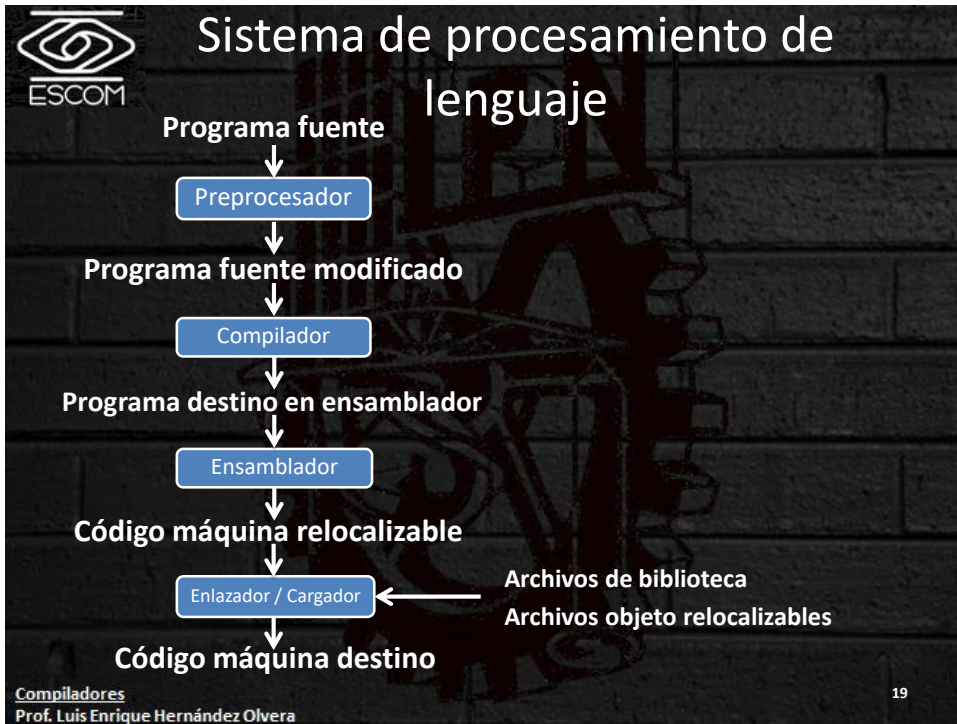 ESCOM
Sistema de procesamiento de
lenguaje
Programa fuente
Preprocesador
Programa fuente modificado
Compilador
Programa destino en ensamblador
Ensamblador
Código máquina relocalizable
Enlazador / Cargador
Archivos de biblioteca
Archivos objeto relocalizables
Código máquina destino
Compiladores
Prof. Luis Enrique Hernández Olvera
19
IPN